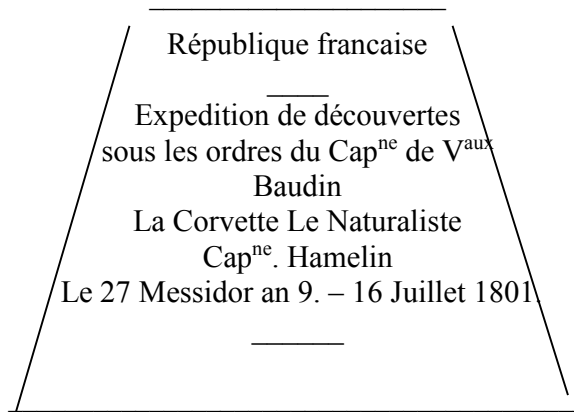 République francaise
Expedition de découvertes
sous les ordres du Capⁿᵉ de Vᵃᵘˣ
Baudin
La Corvette Le Naturaliste
Capⁿᵉ. Hamelin
Le 27 Messidor an 9. – 16 Juillet 1801.